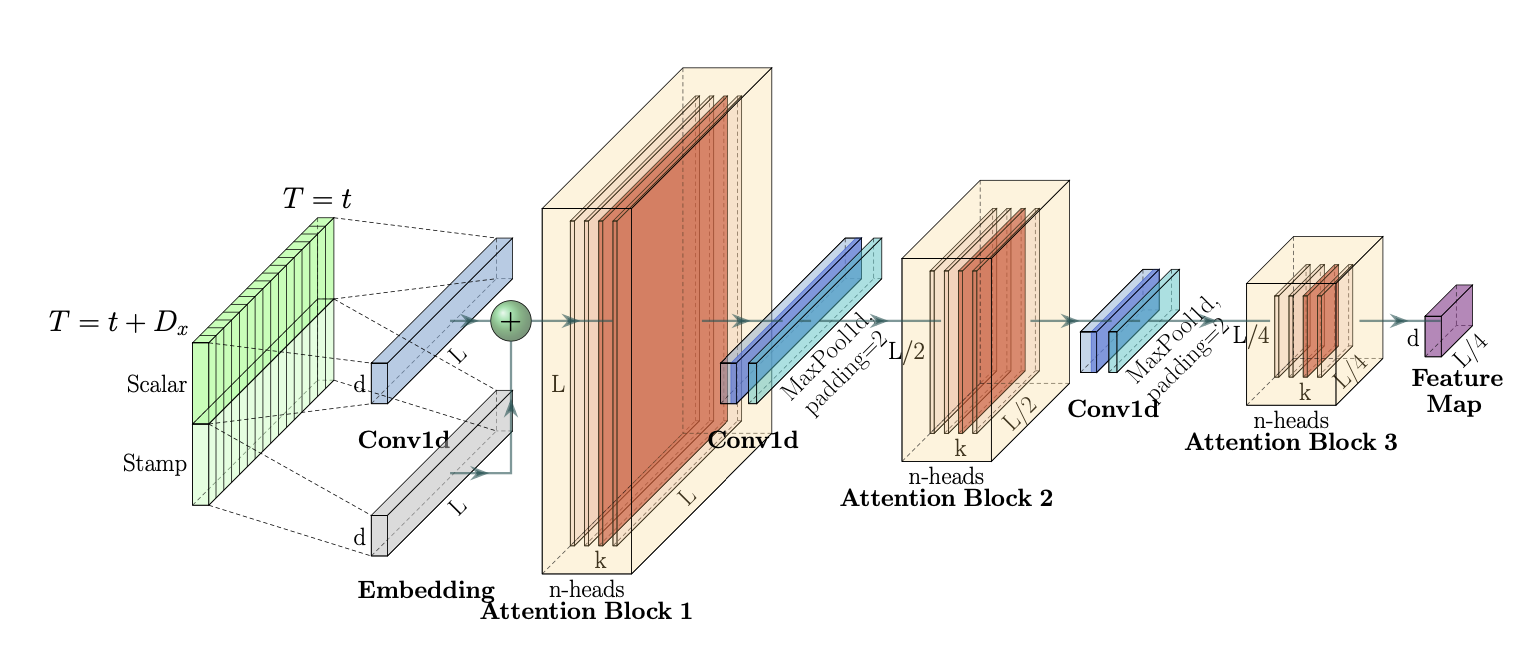 T = t
T = t + Dₓ
Scalar
Stamp
d
L
Conv1d
d
L
Embedding
+
L
k
L
n-heads
Attention Block 1
Conv1d
MaxPool1d,
padding=2
L/2
k
L/2
n-heads
Attention Block 2
Conv1d
MaxPool1d,
padding=2
L/4
k
L/4
n-heads
Attention Block 3
d
L/4
Feature
Map